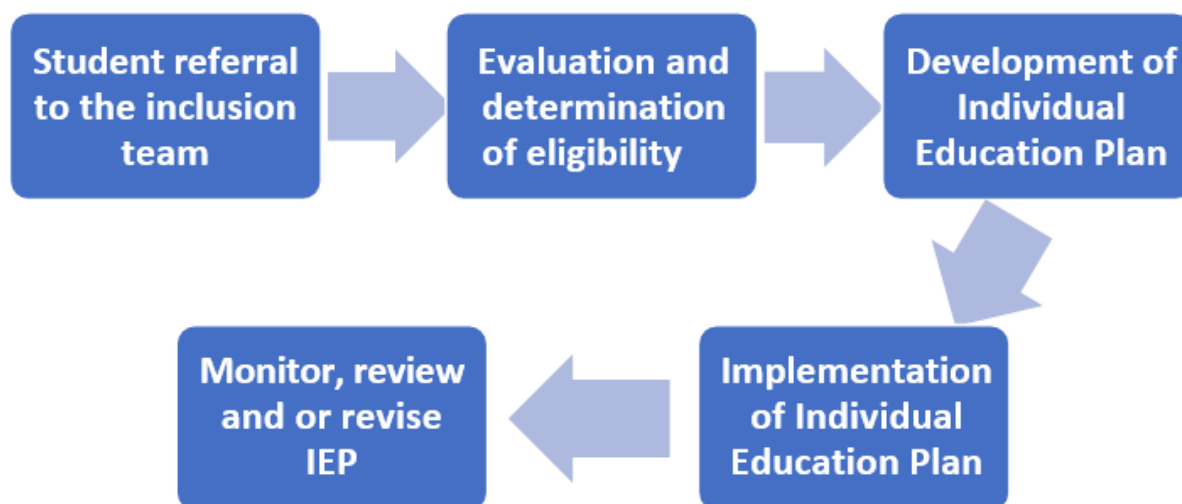 Student referral
to the inclusion
team
Evaluation and
determination
of eligibility
Development of
Individual
Education Plan
Implementation
of Individual
Education Plan
Monitor, review
and or revise
IEP